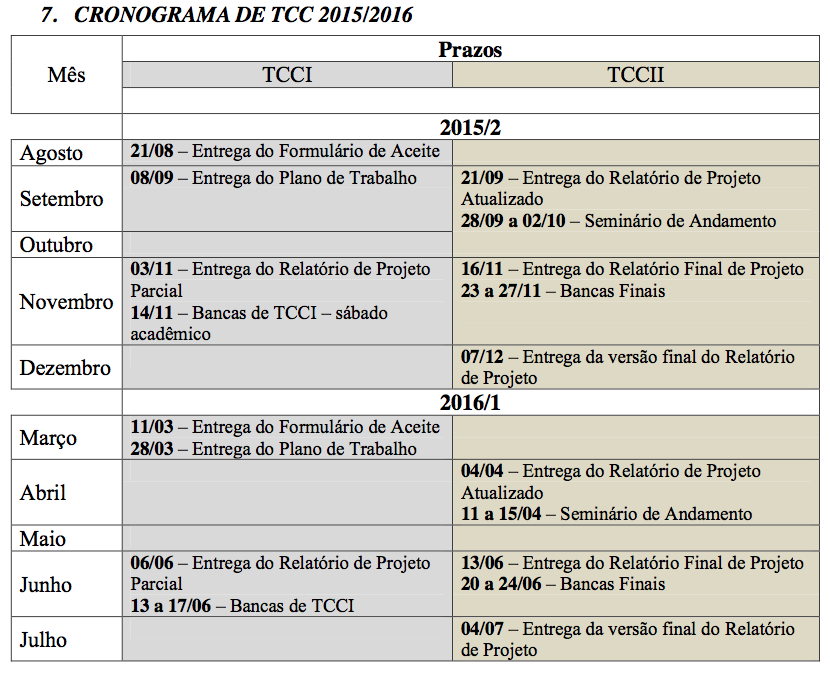 7. CRONOGRAMA DE TCC 2015/2016
Mês
Prazos
TCCI
TCCII
2015/2
Agosto
21/08 – Entrega do Formulário de Aceite
Setembro
08/09 – Entrega do Plano de Trabalho
21/09 – Entrega do Relatório de Projeto
Atualizado
28/09 a 02/10 – Seminário de Andamento
Outubro
Novembro
03/11 – Entrega do Relatório de Projeto
Parcial
14/11 – Bancas de TCCI – sábado
acadêmico
16/11 – Entrega do Relatório Final de Projeto
23 a 27/11 – Bancas Finais
Dezembro
07/12 – Entrega da versão final do Relatório
de Projeto
2016/1
Março
11/03 – Entrega do Formulário de Aceite
28/03 – Entrega do Plano de Trabalho
Abril
04/04 – Entrega do Relatório de Projeto
Atualizado
11 a 15/04 – Seminário de Andamento
Maio
Junho
06/06 – Entrega do Relatório de Projeto
Parcial
13 a 17/06 – Bancas de TCCI
13/06 – Entrega do Relatório Final de Projeto
20 a 24/06 – Bancas Finais
Julho
04/07 – Entrega da versão final do Relatório
de Projeto